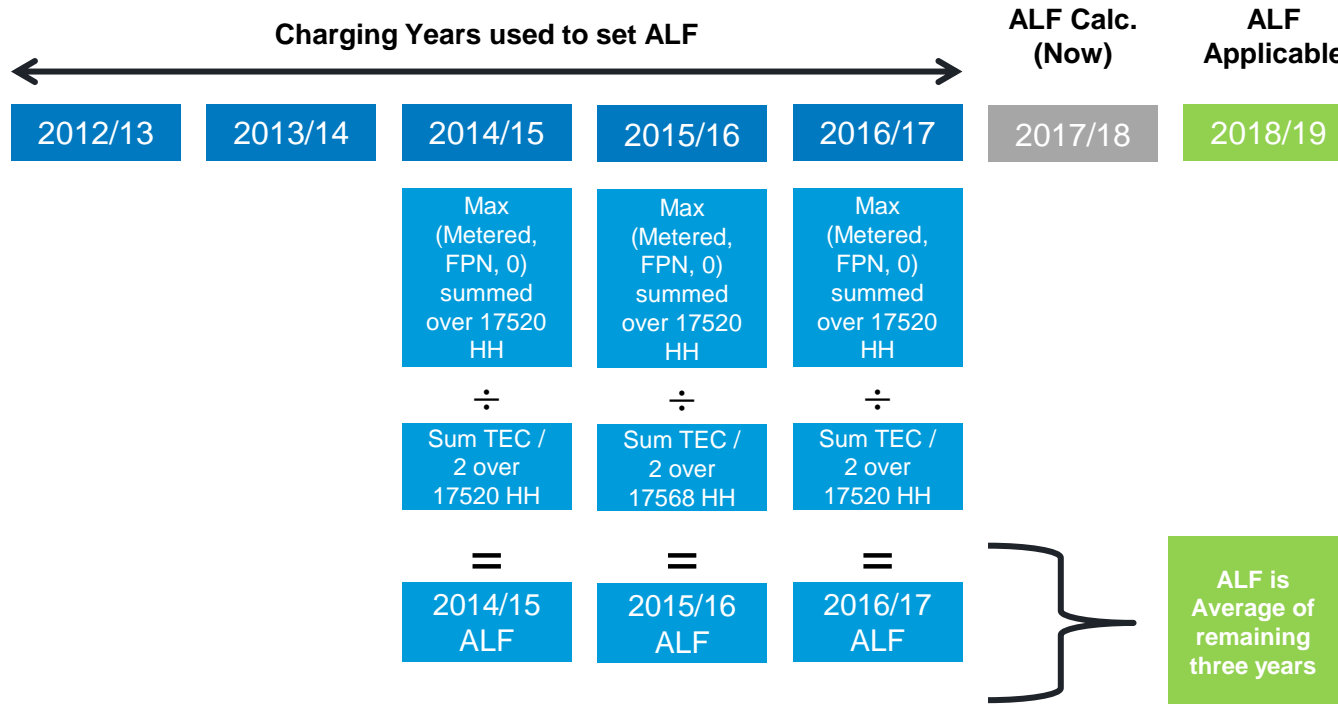 Charging Years used to set ALF
ALF Calc.
(Now)
ALF
Applicable
2012/13
2013/14
2014/15
2015/16
2016/17
2017/18
2018/19
Max
(Metered,
FPN, 0)
summed
over 17520
HH
Max
(Metered,
FPN, 0)
summed
over 17520
HH
Max
(Metered,
FPN, 0)
summed
over 17520
HH
÷
÷
÷
Sum TEC /
2 over
17520 HH
Sum TEC /
2 over
17568 HH
Sum TEC /
2 over
17520 HH
=
=
=
2014/15
ALF
2015/16
ALF
2016/17
ALF
ALF is
Average of
remaining
three years